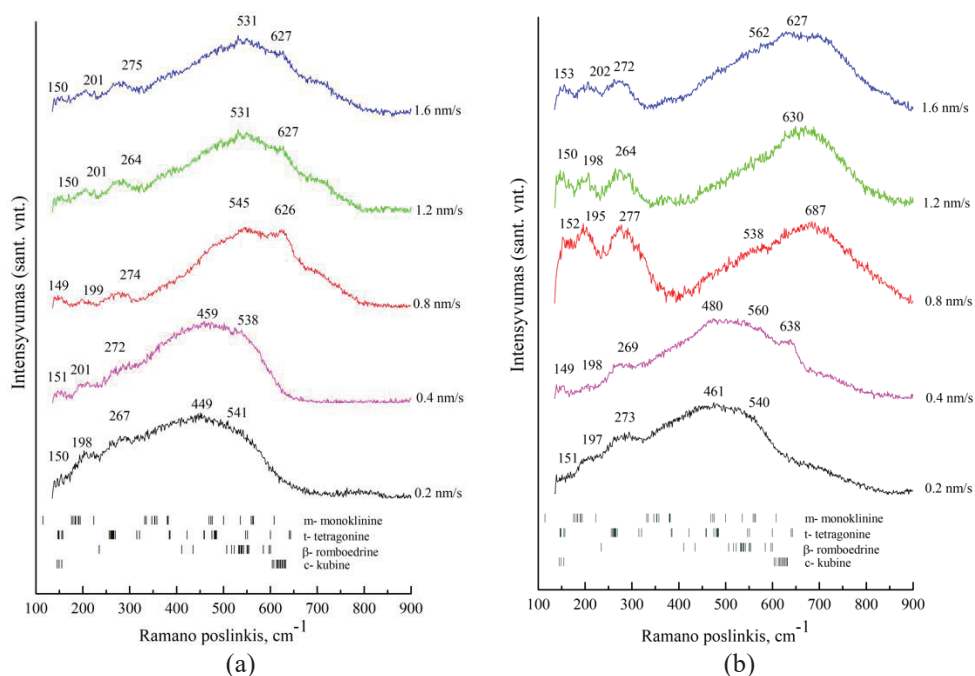 Intensyvumas (sant. vnt.)
531
627
150
201
275
1.6 nm/s
531
627
150
201
264
1.2 nm/s
545
626
149
199
274
0.8 nm/s
459
538
151
201
272
0.4 nm/s
449
541
150
198
267
0.2 nm/s
m- monoklinine
t- tetragonine
β- romboedrine
c- kubine
100 200 300 400 500 600 700 800 900
Ramano poslinkis, cm-1
(a)
Intensyvumas (sant. vnt.)
562
627
153
202
272
1.6 nm/s
630
150
198
264
1.2 nm/s
687
538
152
195
277
0.8 nm/s
480
560
638
149
198
269
0.4 nm/s
461
540
151
197
273
0.2 nm/s
m- monoklinine
t- tetragonine
β- romboedrine
c- kubine
100 200 300 400 500 600 700 800 900
Ramano poslinkis, cm-1
(b)